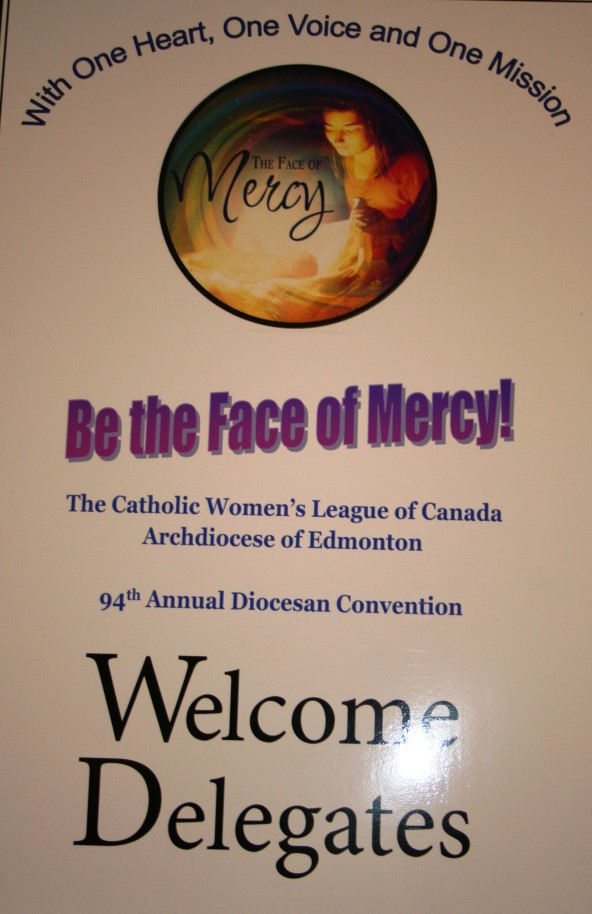 With One Heart, One Voice and One Mission
THE FACE OF
Mercy
Be the Face of Mercy!
The Catholic Women's League of Canada
Archdiocese of Edmonton
94th Annual Diocesan Convention
Welcome
Delegates